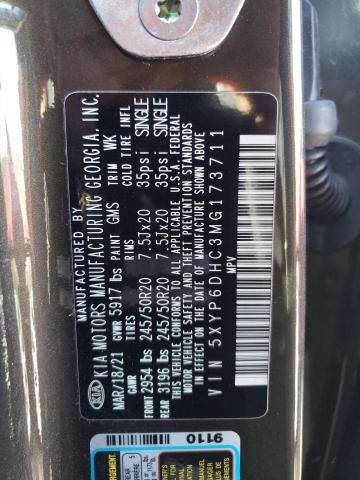 MANUFACTURED BY
KIA KIA MOTORS MANUFACTURING GEORGIA, INC.
MAR/18/21 GVWR 5917 lbs PAINT GMS TRIM WK
GAWR TIRES RIMS COLD TIRE INFL
FRONT 2954 lbs 245/50R20 7.5Jx20 35psi SINGLE
REAR 3196 lbs 245/50R20 7.5Jx20 35psi SINGLE
THIS VEHICLE CONFORMS TO ALL APPLICABLE U.S.A. FEDERAL
MOTOR VEHICLE SAFETY AND THEFT PREVENTION STANDARDS
IN EFFECT ON THE DATE OF MANUFACTURE SHOWN ABOVE
VIN 5XYP6DHC3MG173711
MPV
9110